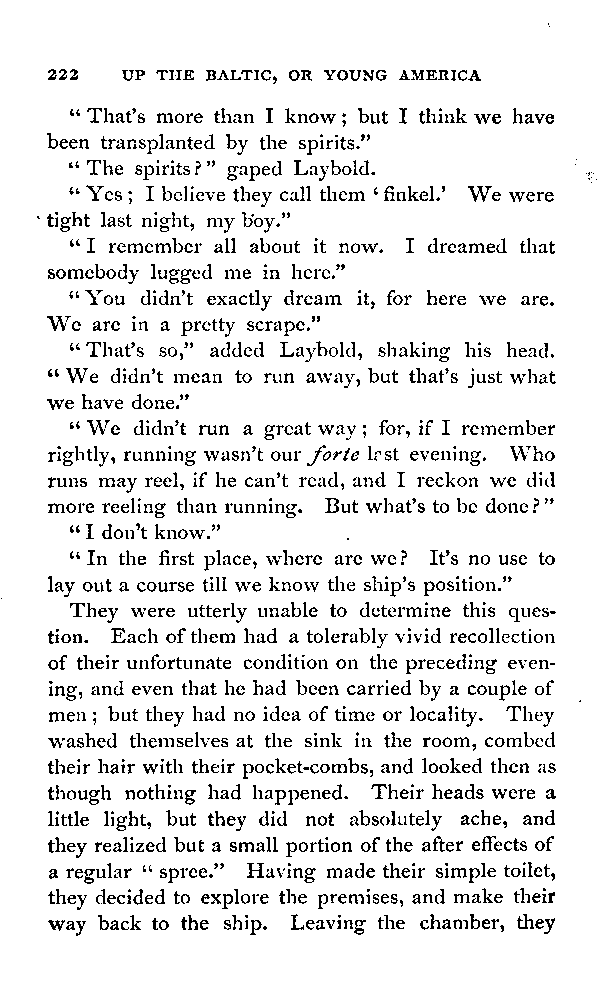 222 UP THE BALTIC, OR YOUNG AMERICA
“ That’s more than I know ; but I think we have
been transplanted by the spirits.”
“ The spirits ? ” gaped Laybold.
“ Yes ; I believe they call them ‘ finkel.’ We were
tight last night, my boy.”
“ I remember all about it now. I dreamed that
somebody lugged me in here.”
“ You didn’t exactly dream it, for here we are.
We are in a pretty scrape.”
“ That’s so,” added Laybold, shaking his head.
“ We didn’t mean to run away, but that’s just what
we have done.”
“ We didn’t run a great way ; for, if I remember
rightly, running wasn’t our forte last evening. Who
runs may reel, if he can’t read, and I reckon we did
more reeling than running. But what’s to be done ? ”
“ I don’t know.”
“ In the first place, where are we? It’s no use to
lay out a course till we know the ship’s position.”
They were utterly unable to determine this ques-
tion. Each of them had a tolerably vivid recollection
of their unfortunate condition on the preceding even-
ing, and even that he had been carried by a couple of
men ; but they had no idea of time or locality. They
washed themselves at the sink in the room, combed
their hair with their pocket-combs, and looked then as
though nothing had happened. Their heads were a
little light, but they did not absolutely ache, and
they realized but a small portion of the after effects of
a regular “ spree.” Having made their simple toilet,
they decided to explore the premises, and make their
way back to the ship. Leaving the chamber, they